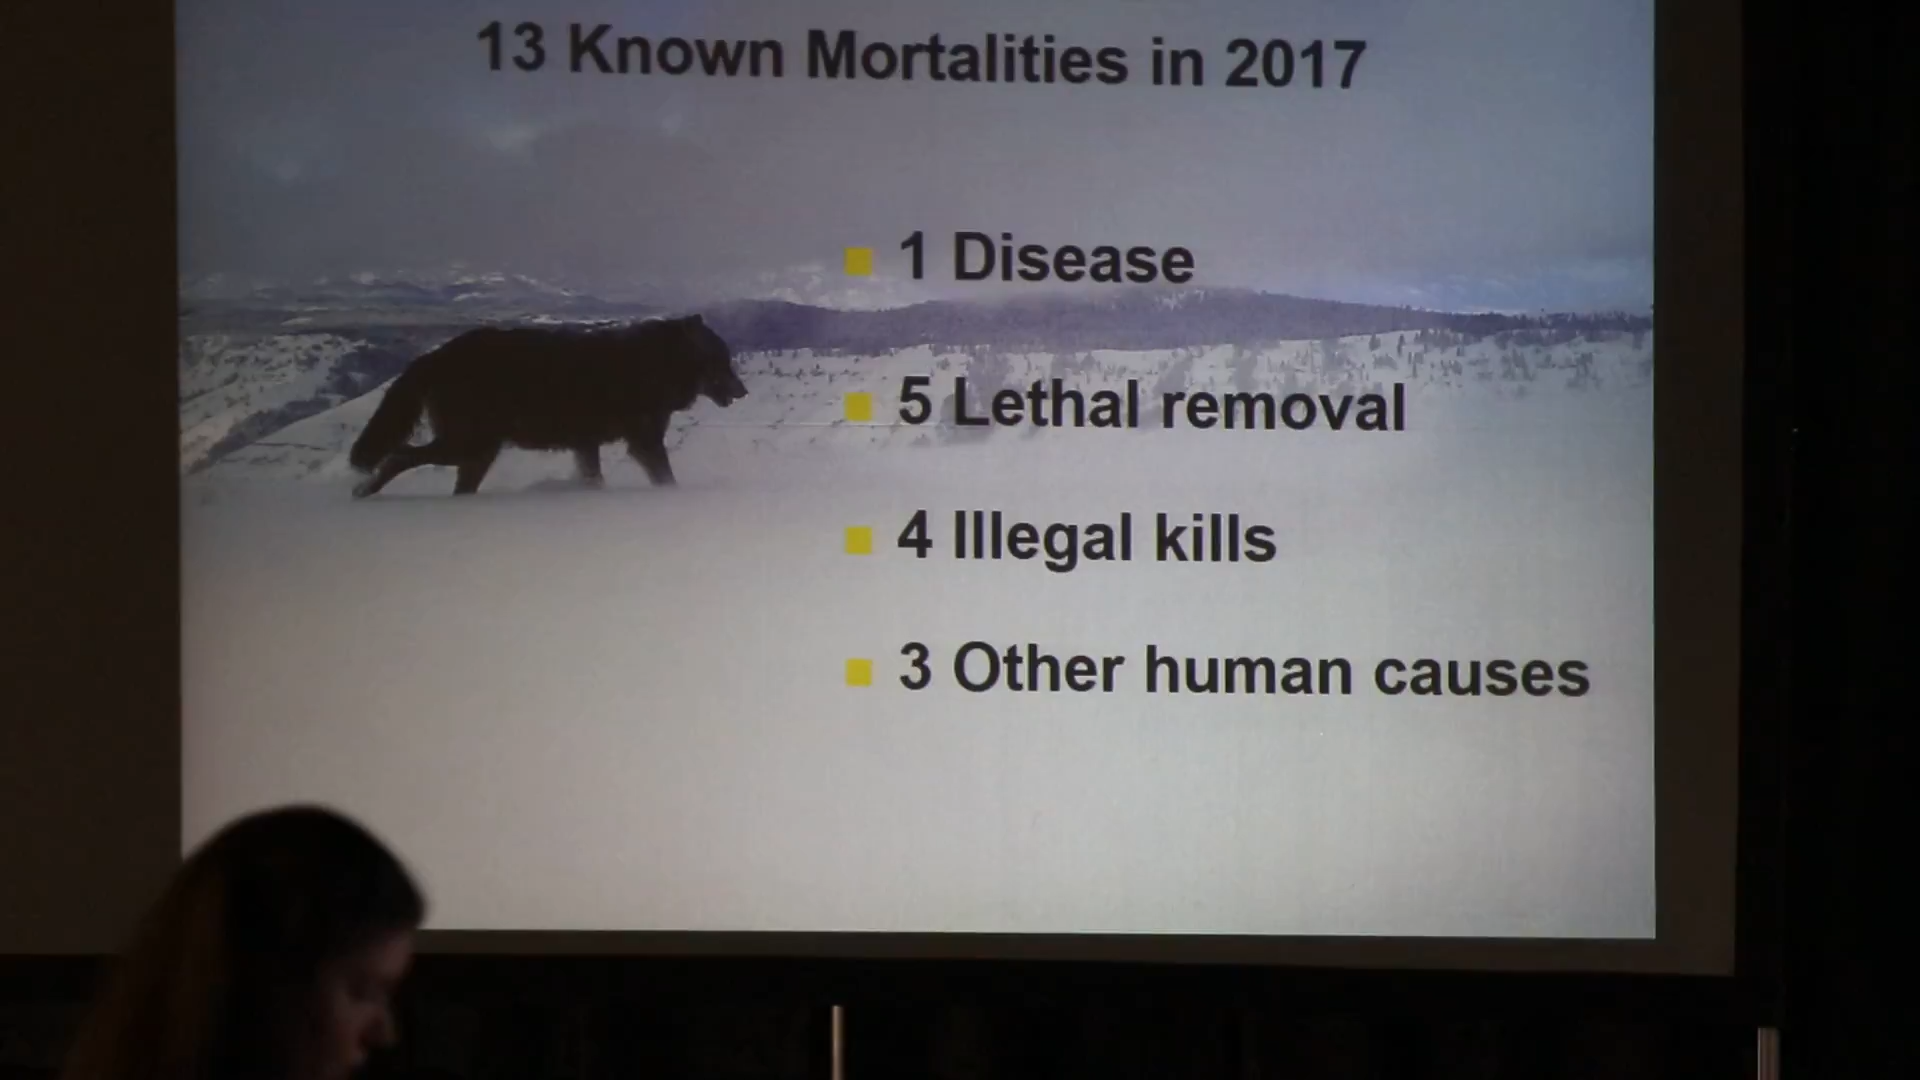 13 Known Mortalities in 2017
1 Disease
5 Lethal removal
4 Illegal kills
3 Other human causes